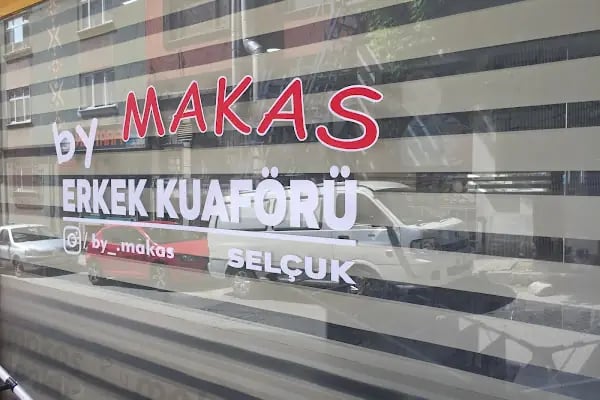 by MAKAS
ERKEK KUAFÖRÜ
/ by_.makas
SELÇUK